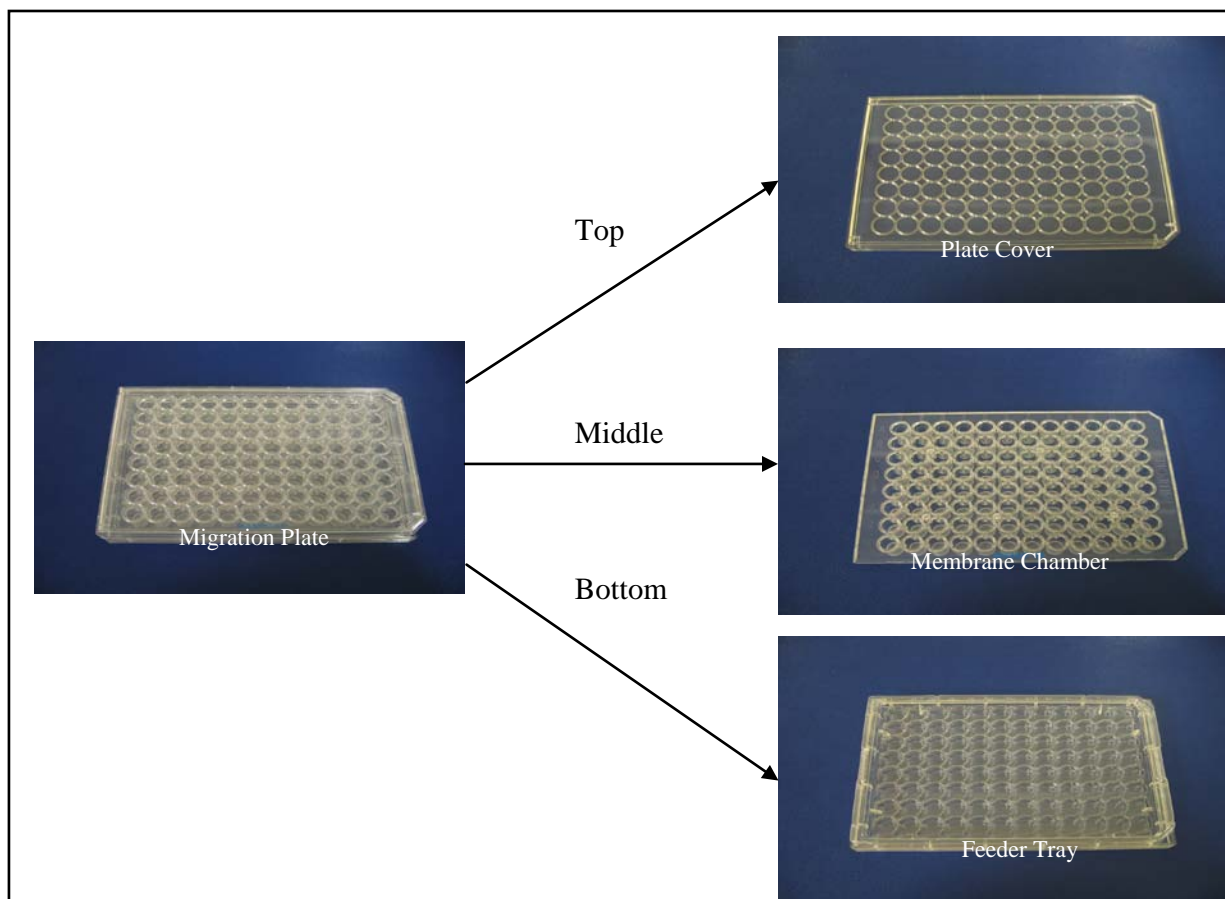 Top
Plate Cover
Middle
Migration Plate
Membrane Chamber
Bottom
Feeder Tray